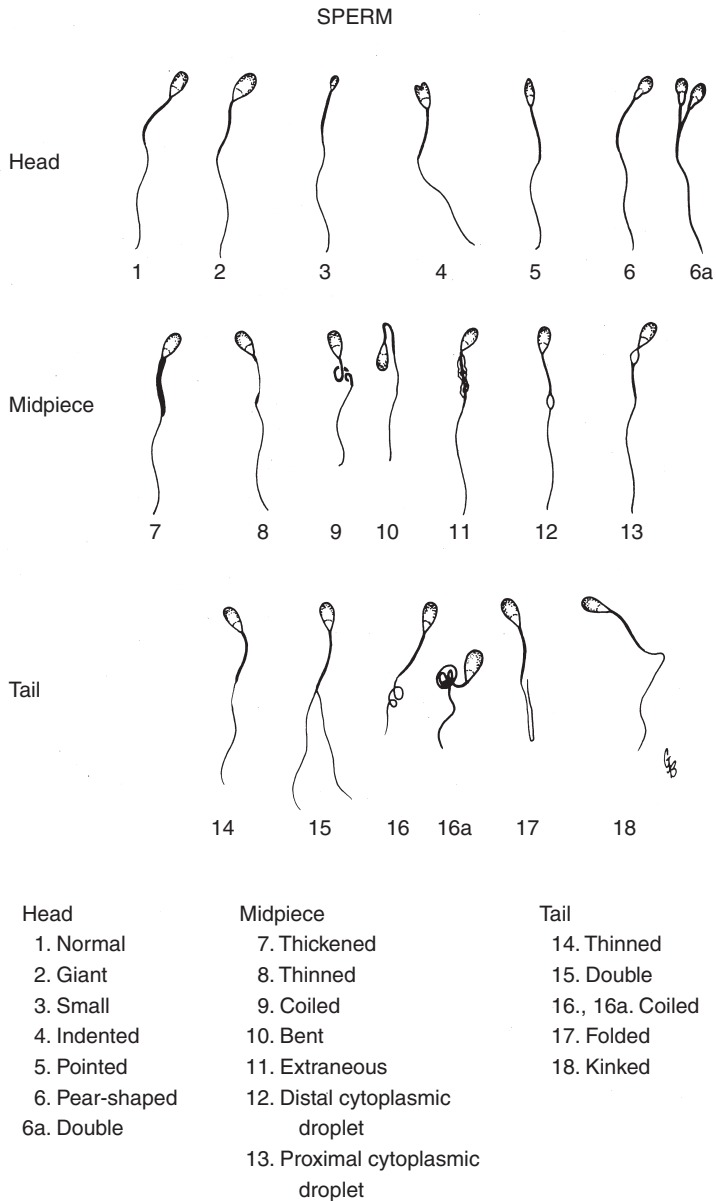 SPERM
Head
1 2 3 4 5 6 6a
Midpiece
7 8 9 10 11 12 13
Tail
14 15 16 16a 17 18
Head
1. Normal
2. Giant
3. Small
4. Indented
5. Pointed
6. Pear-shaped
6a. Double
Midpiece
7. Thickened
8. Thinned
9. Coiled
10. Bent
11. Extraneous
12. Distal cytoplasmic
droplet
13. Proximal cytoplasmic
droplet
Tail
14. Thinned
15. Double
16., 16a. Coiled
17. Folded
18. Kinked